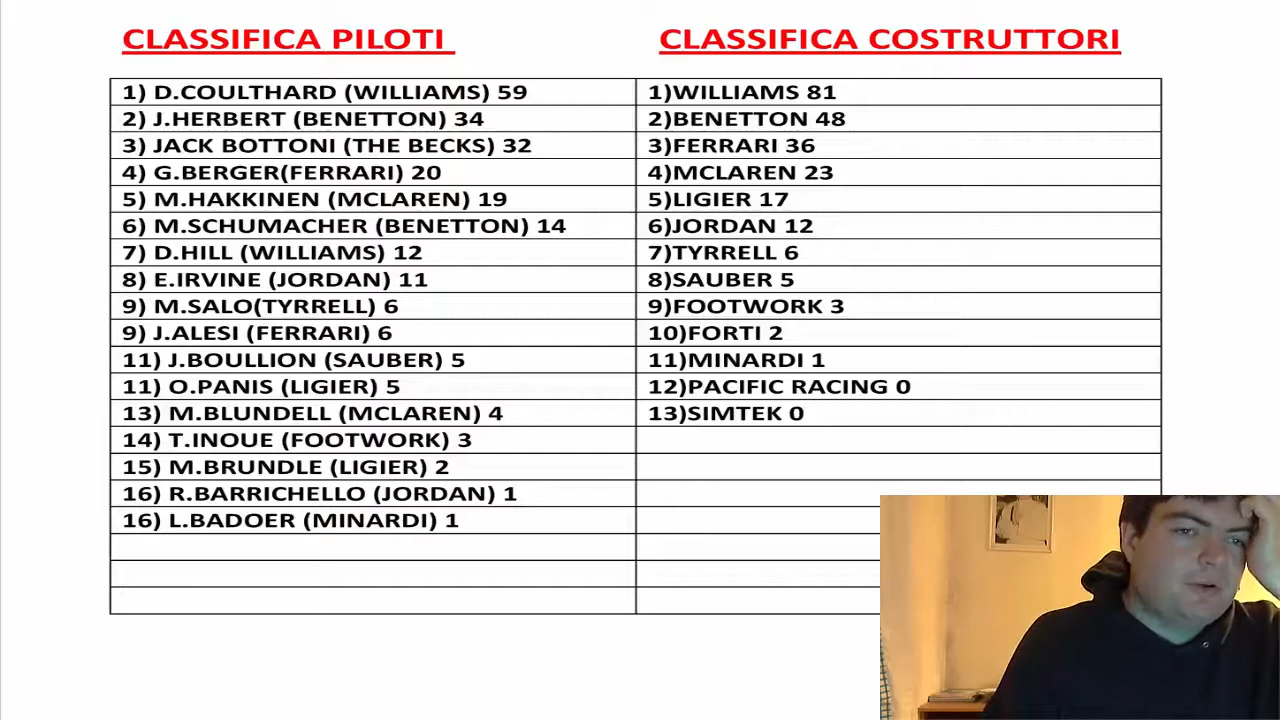 CLASSIFICA PILOTI
1) D.COULTHARD (WILLIAMS) 59
2) J.HERBERT (BENETTON) 34
3) JACK BOTTONI (THE BECKS) 32
4) G.BERGER(FERRARI) 20
5) M.HAKKINEN (MCLAREN) 19
6) M.SCHUMACHER (BENETTON) 14
7) D.HILL (WILLIAMS) 12
8) E.IRVINE (JORDAN) 11
9) M.SALO(TYRRELL) 6
9) J.ALESI (FERRARI) 6
11) J.BOULLION (SAUBER) 5
11) O.PANIS (LIGIER) 5
13) M.BLUNDELL (MCLAREN) 4
14) T.INOUE (FOOTWORK) 3
15) M.BRUNDLE (LIGIER) 2
16) R.BARRICHELLO (JORDAN) 1
16) L.BADOER (MINARDI) 1
CLASSIFICA COSTRUTTORI
1)WILLIAMS 81
2)BENETTON 48
3)FERRARI 36
4)MCLAREN 23
5)LIGIER 17
6)JORDAN 12
7)TYRRELL 6
8)SAUBER 5
9)FOOTWORK 3
10)FORTI 2
11)MINARDI 1
12)PACIFIC RACING 0
13)SIMTEK 0